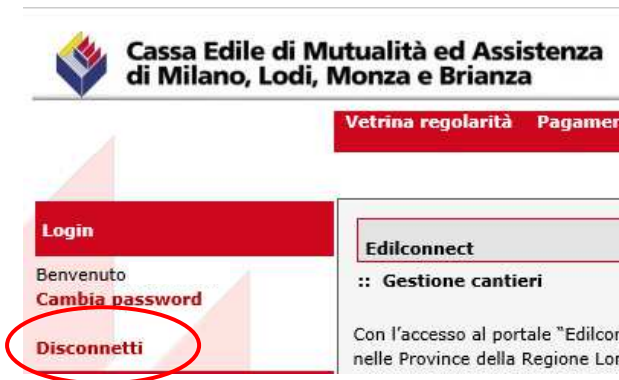 Cassa Edile di Mutualità ed Assistenza
di Milano, Lodi, Monza e Brianza
Vetrina regolarità Pagamen
Login
Benvenuto
Cambia password
Disconnetti
Edilconnect
:: Gestione cantieri
Con l'accesso al portale "Edilcon
nelle Province della Regione Lor